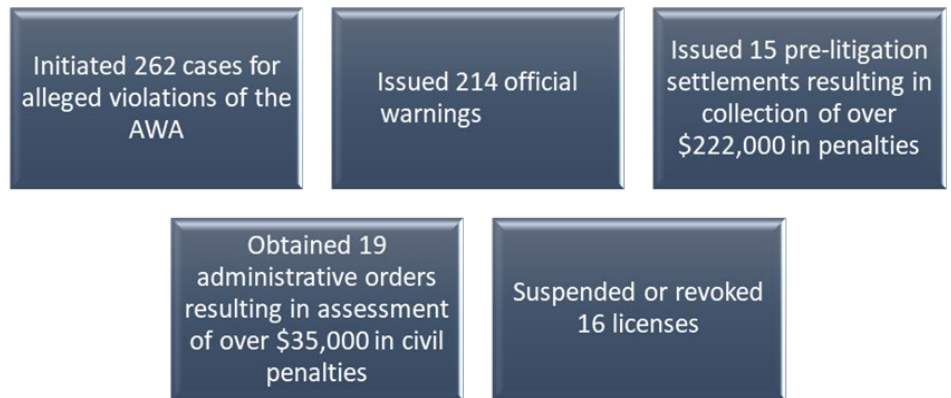 Initiated 262 cases for
alleged violations of the
AWA
Issued 214 official
warnings
Issued 15 pre-litigation
settlements resulting in
collection of over
$222,000 in penalties
Obtained 19
administrative orders
resulting in assessment
of over $35,000 in civil
penalties
Suspended or revoked
16 licenses